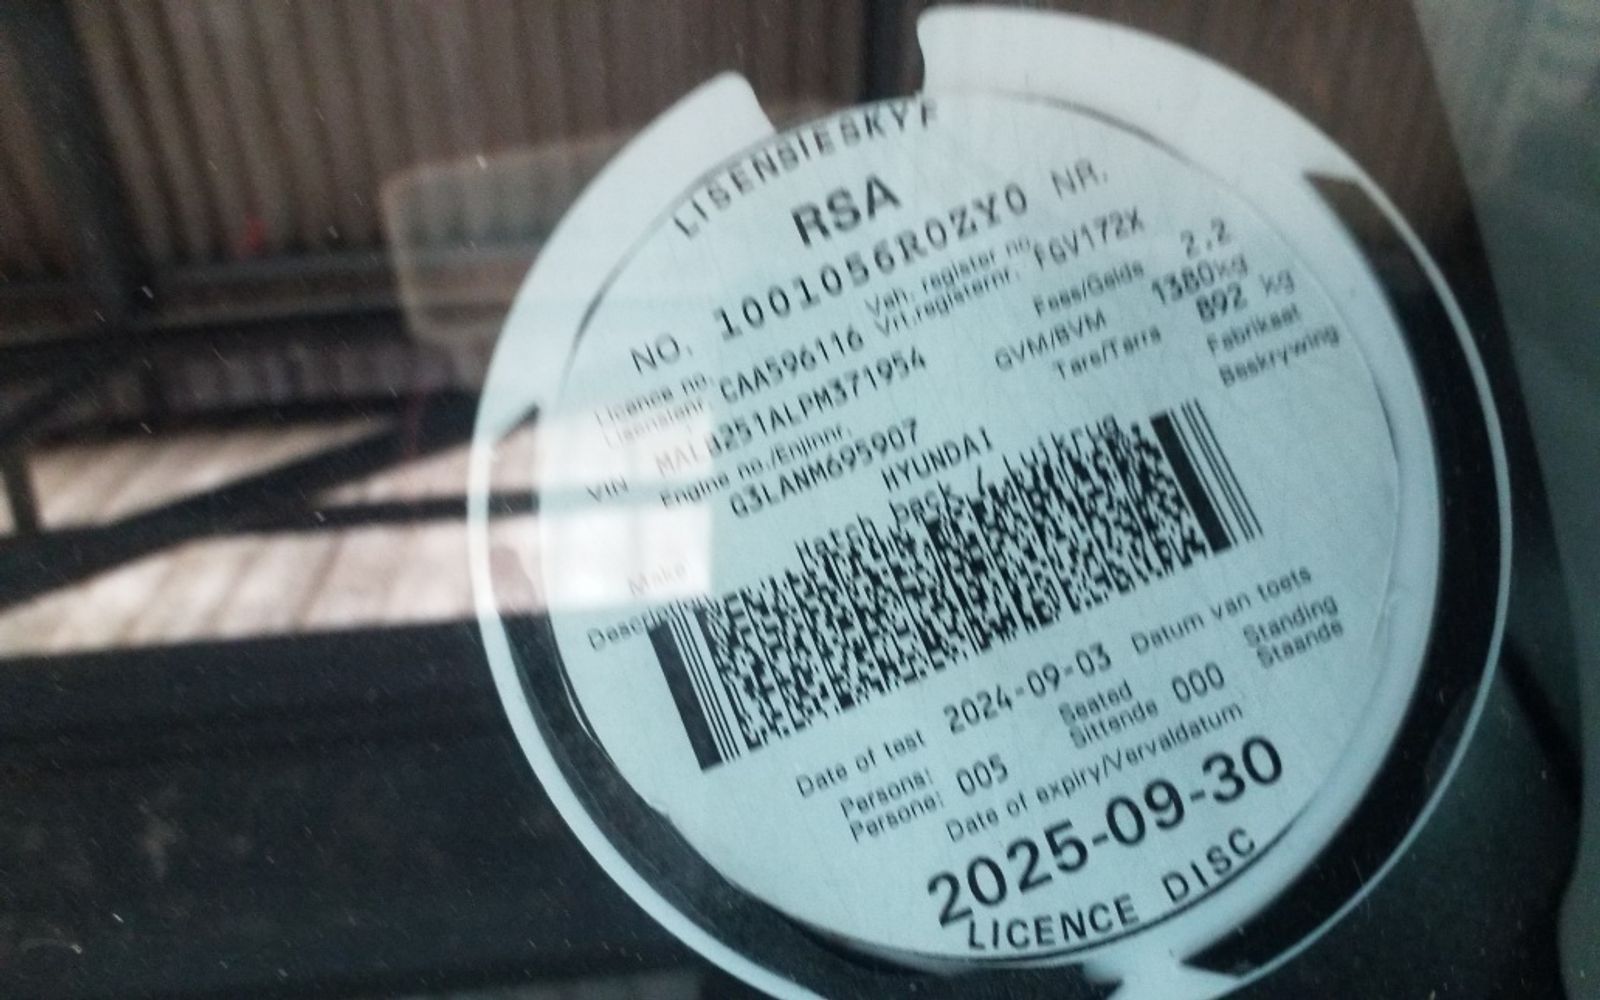 LISENSIESKYF
RSA
NO. 1001056R0ZY0 NR.
Licence no. Veh. register no.
Lisensienr. CAA596116 Vrt.registernr. FGV172X
VIN MALB251ALPM371954 Fees/Gelde 2.2
Engine no./Enjinnr. GVM/BVM 1380kg
G3LANM695907 Tare/Tarra 892 kg
Make HYUNDAI Fabrikaat
Hatch back / Luikrug Beskrywing
Date of test 2024-09-03 Datum van toets
Persons: Seated Standing
Persone: 005 Sittende 000 Staande
Date of expiry/Vervaldatum
2025-09-30
LICENCE DISC